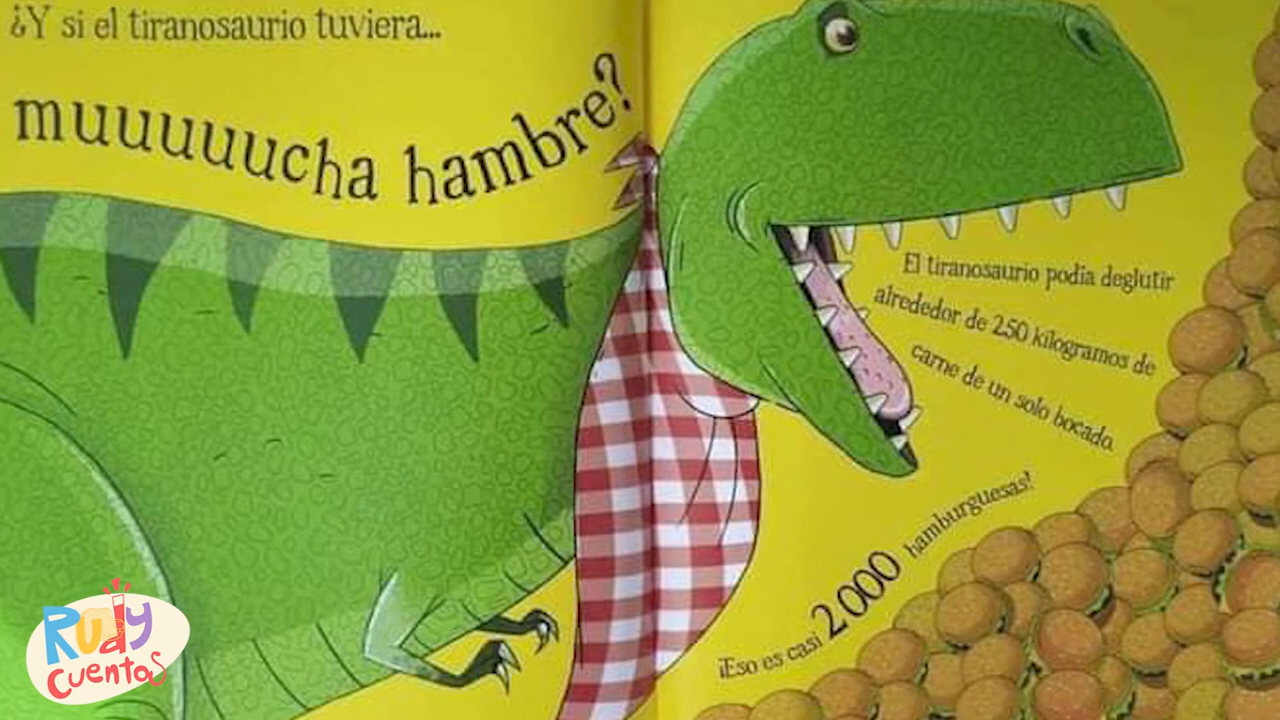 ¿Y si el tiranosaurio tuviera...
muuuuucha hambre?
El tiranosaurio podía deglutir
alrededor de 250 kilogramos de
carne de un solo bocado.
¡Eso es casi 2000 hamburguesas!
Rudy
Cuentos